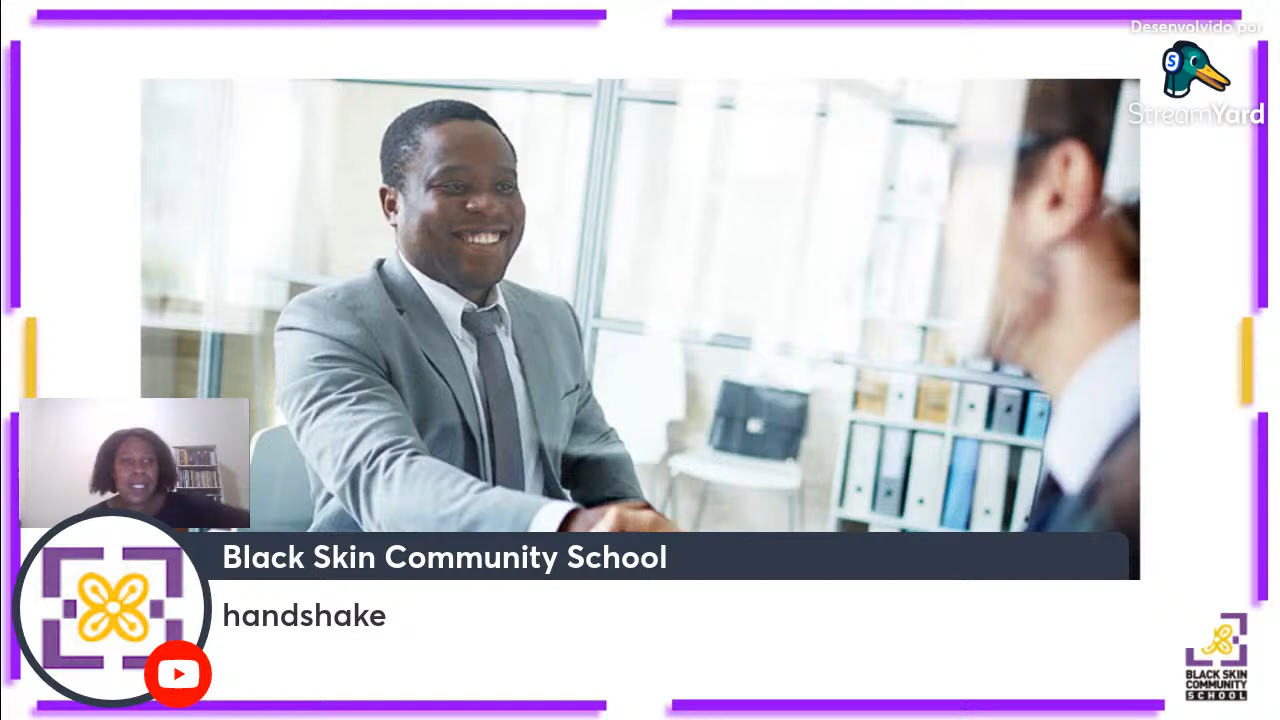 Desenvolvido por
StreamYard
Black Skin Community School
handshake
BLACK SKIN
COMMUNITY
SCHOOL